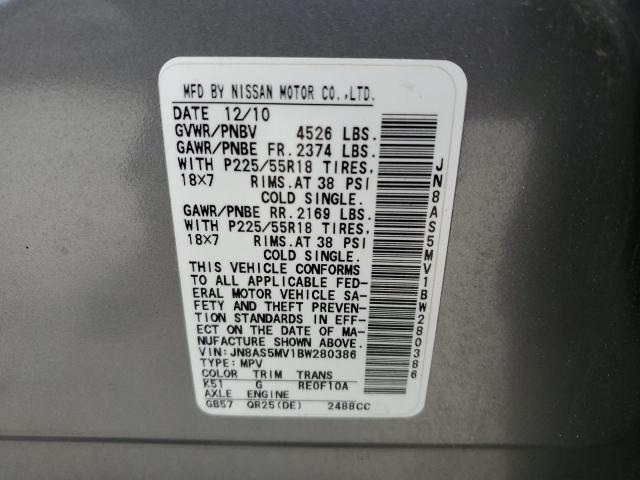 MFD BY NISSAN MOTOR CO.,LTD.
DATE 12/10
GVWR/PNBV 4526 LBS.
GAWR/PNBE FR. 2374 LBS.
WITH P225/55R18 TIRES,
18X7 RIMS.AT 38 PSI
COLD SINGLE.
GAWR/PNBE RR. 2169 LBS.
WITH P225/55R18 TIRES,
18X7 RIMS.AT 38 PSI
COLD SINGLE.
THIS VEHICLE CONFORMS
TO ALL APPLICABLE FED-
ERAL MOTOR VEHICLE SA-
FETY AND THEFT PREVEN-
TION STANDARDS IN EFF-
ECT ON THE DATE OF MA-
NUFACTURE SHOWN ABOVE.
VIN: JN8AS5MV1BW280386
TYPE: MPV
COLOR TRIM TRANS
K51 G RE0F10A
AXLE ENGINE
GB57 QR25(DE) 2488CC
JN8AS5MV1BW280386